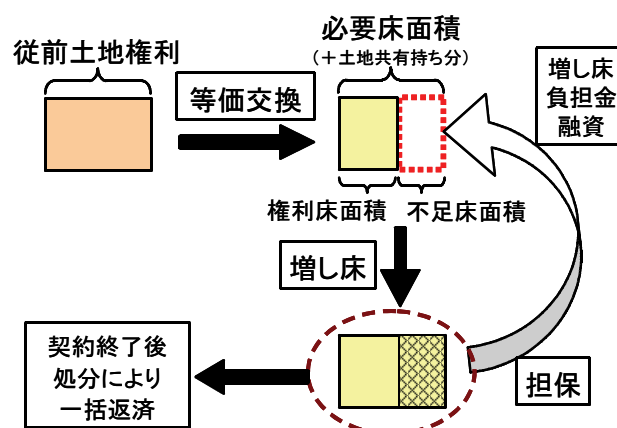 従前土地権利
必要床面積
(＋土地共有持ち分)
等価交換
増し床
負担金
融資
権利床面積
不足床面積
増し床
契約終了後
処分により
一括返済
担保